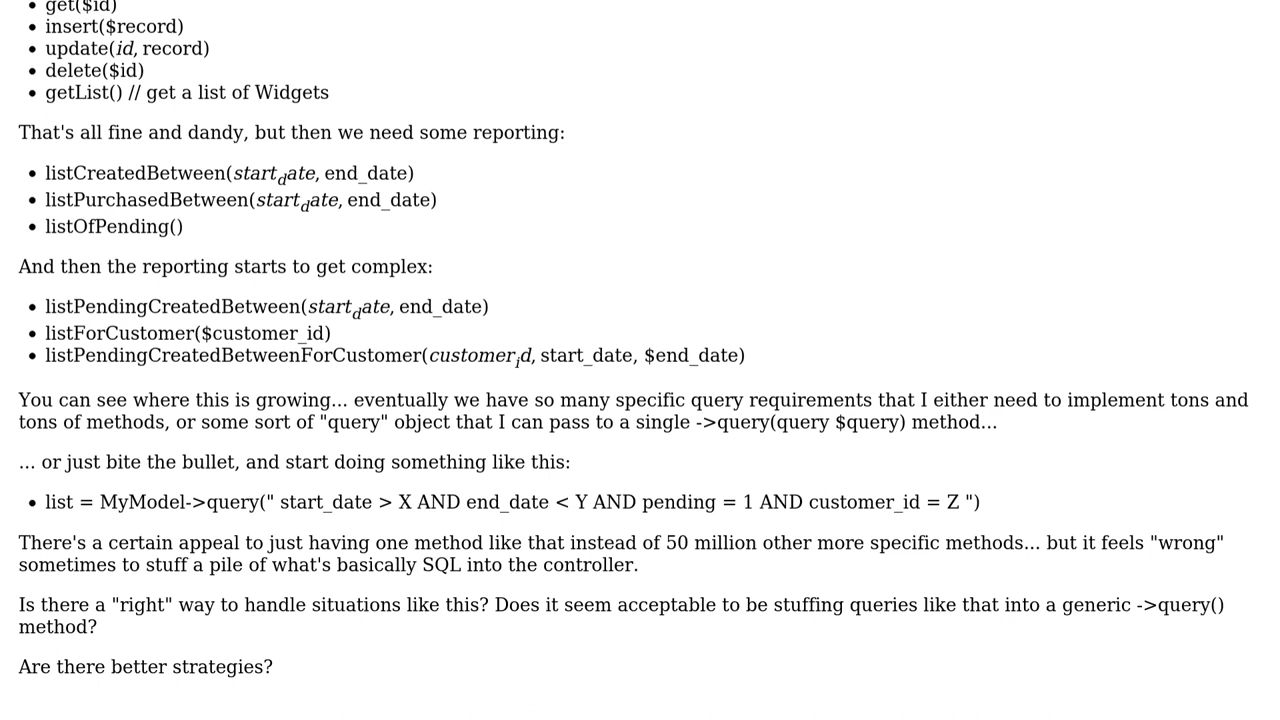 • get($id)
• insert($record)
• update(id, record)
• delete($id)
• getList() // get a list of Widgets
That's all fine and dandy, but then we need some reporting:
• listCreatedBetween(start_date, end_date)
• listPurchasedBetween(start_date, end_date)
• listOfPending()
And then the reporting starts to get complex:
• listPendingCreatedBetween(start_date, end_date)
• listForCustomer($customer_id)
• listPendingCreatedBetweenForCustomer(customer_id, start_date, $end_date)
You can see where this is growing... eventually we have so many specific query requirements that I either need to implement tons and
tons of methods, or some sort of "query" object that I can pass to a single ->query(query $query) method...
... or just bite the bullet, and start doing something like this:
• list = MyModel->query(" start_date > X AND end_date < Y AND pending = 1 AND customer_id = Z ")
There's a certain appeal to just having one method like that instead of 50 million other more specific methods... but it feels "wrong"
sometimes to stuff a pile of what's basically SQL into the controller.
Is there a "right" way to handle situations like this? Does it seem acceptable to be stuffing queries like that into a generic ->query()
method?
Are there better strategies?